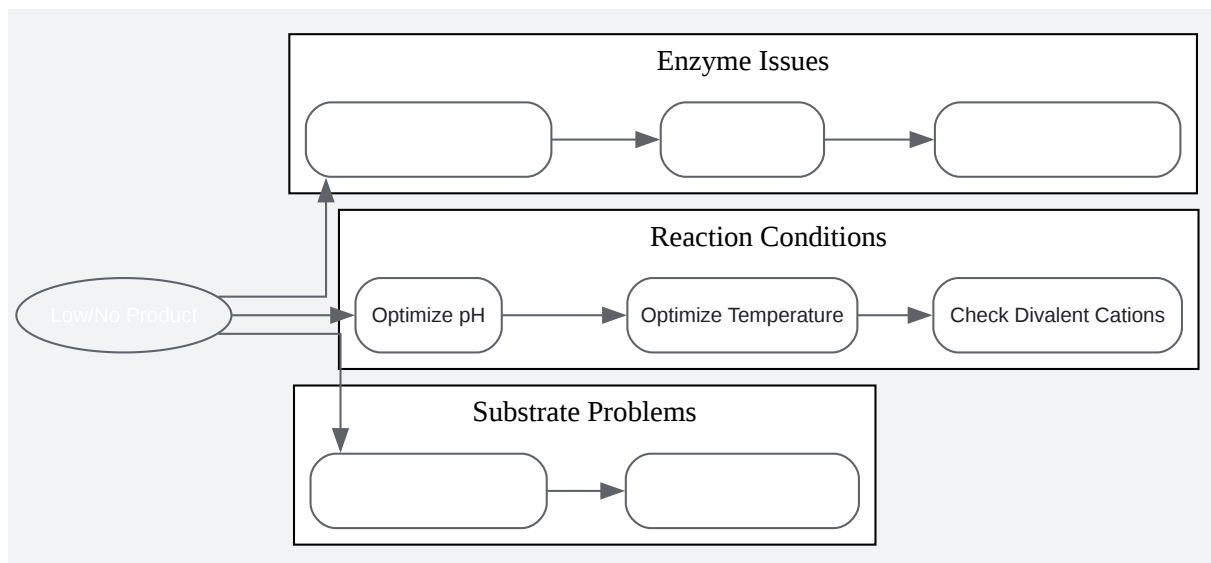 Enzyme Issues
Reaction Conditions
Low/No Product
Optimize pH
Optimize Temperature
Check Divalent Cations
Substrate Problems